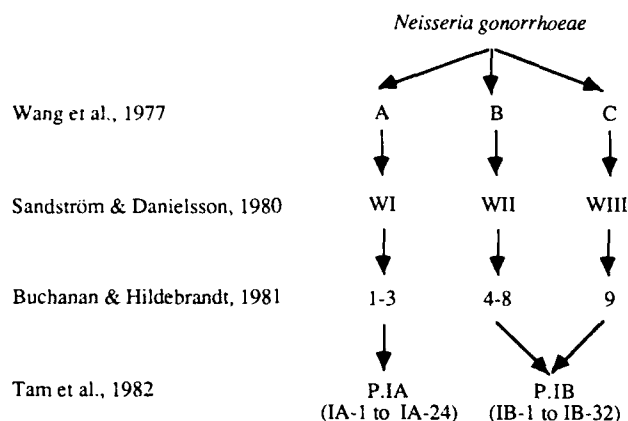 Neisseria gonorrhoeae
Wang et al., 1977 A B C
Sandström & Danielsson, 1980 WI WII WIII
Buchanan & Hildebrandt, 1981 1-3 4-8 9
Tam et al., 1982 P.IA P.IB
(IA-1 to IA-24) (IB-1 to IB-32)